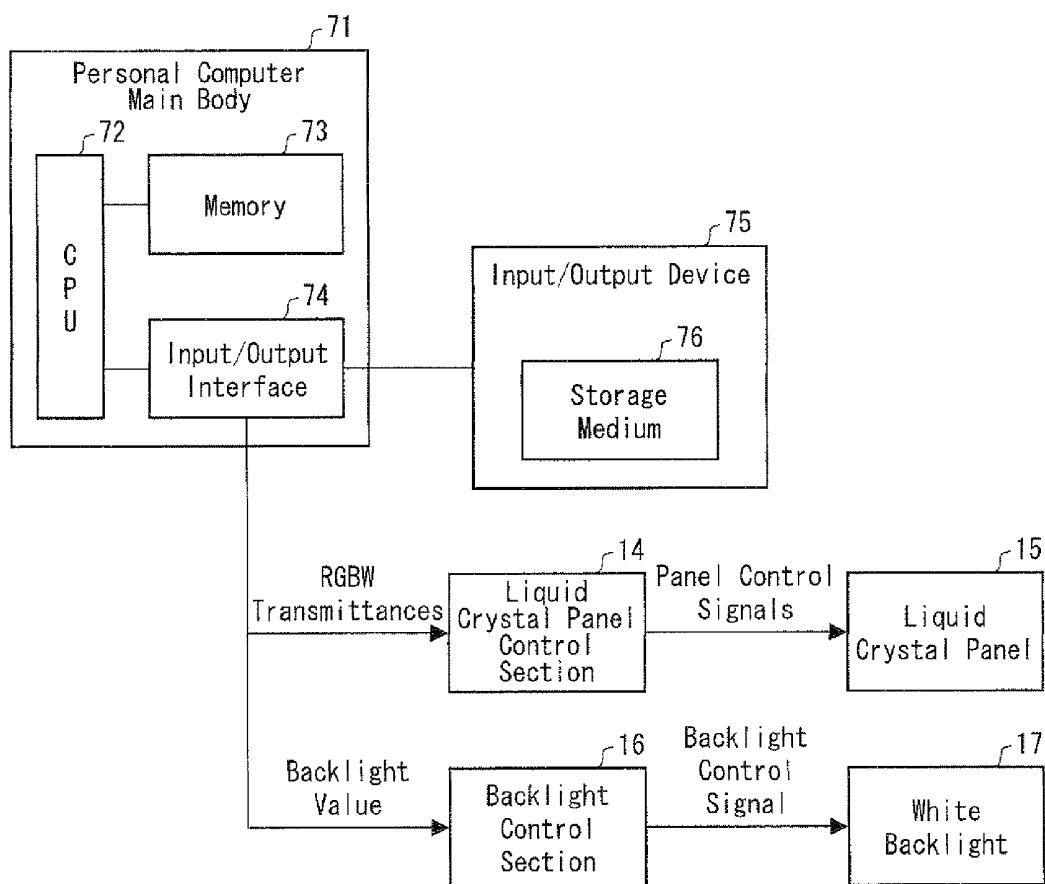 71
Personal Computer
Main Body
72
CPU
73
Memory
74
Input/Output
Interface
75
Input/Output Device
76
Storage
Medium
RGBW
Transmittances
14
Liquid
Crystal Panel
Control
Section
Panel Control
Signals
15
Liquid
Crystal Panel
Backlight
Value
16
Backlight
Control
Section
Backlight
Control
Signal
17
White
Backlight